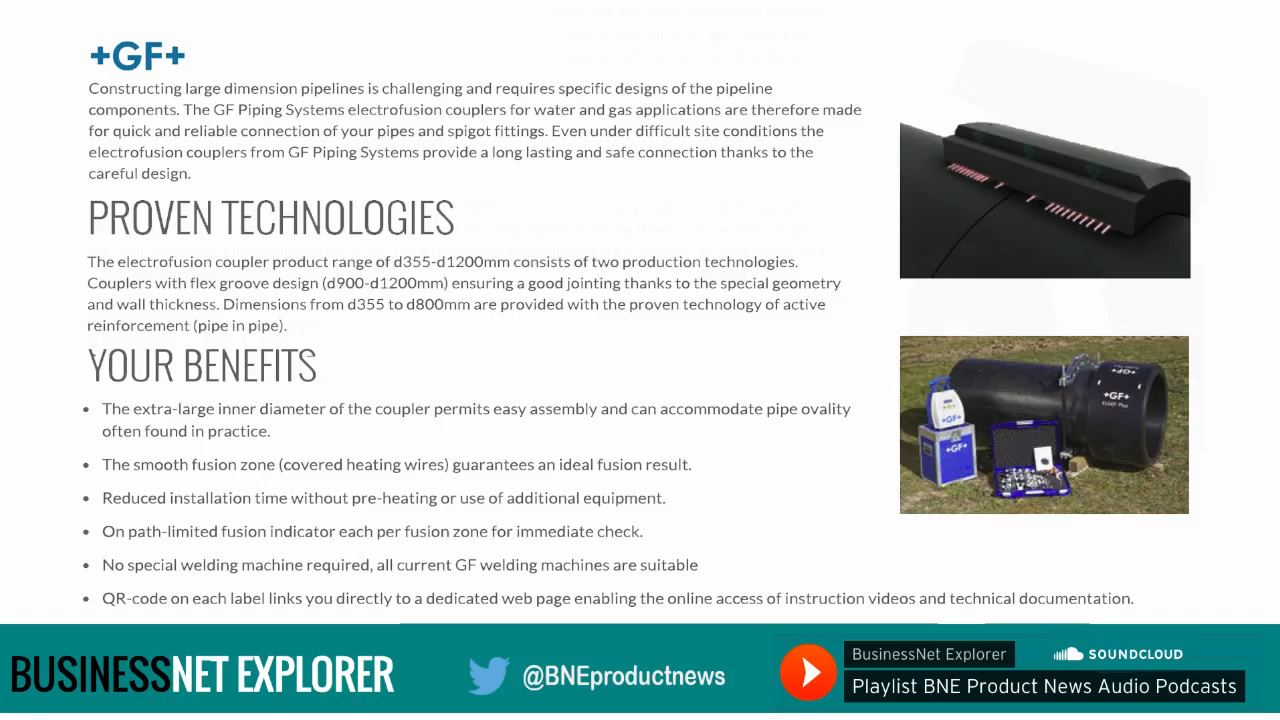 +GF+
Constructing large dimension pipelines is challenging and requires specific designs of the pipeline
components. The GF Piping Systems electrofusion couplers for water and gas applications are therefore made
for quick and reliable connection of your pipes and spigot fittings. Even under difficult site conditions the
electrofusion couplers from GF Piping Systems provide a long lasting and safe connection thanks to the
careful design.
PROVEN TECHNOLOGIES
The electrofusion coupler product range of d355-d1200mm consists of two production technologies.
Couplers with flex groove design (d900-d1200mm) ensuring a good jointing thanks to the special geometry
and wall thickness. Dimensions from d355 to d800mm are provided with the proven technology of active
reinforcement (pipe in pipe).
YOUR BENEFITS
• The extra-large inner diameter of the coupler permits easy assembly and can accommodate pipe ovality
often found in practice.
• The smooth fusion zone (covered heating wires) guarantees an ideal fusion result.
• Reduced installation time without pre-heating or use of additional equipment.
• On path-limited fusion indicator each per fusion zone for immediate check.
• No special welding machine required, all current GF welding machines are suitable
• QR-code on each label links you directly to a dedicated web page enabling the online access of instruction videos and technical documentation.
+GF+
+GF+
ELGEF Plus
+GF+
+GF+
BUSINESSNET EXPLORER
@BNEproductnews
BusinessNet Explorer
SOUNDCLOUD
Playlist BNE Product News Audio Podcasts